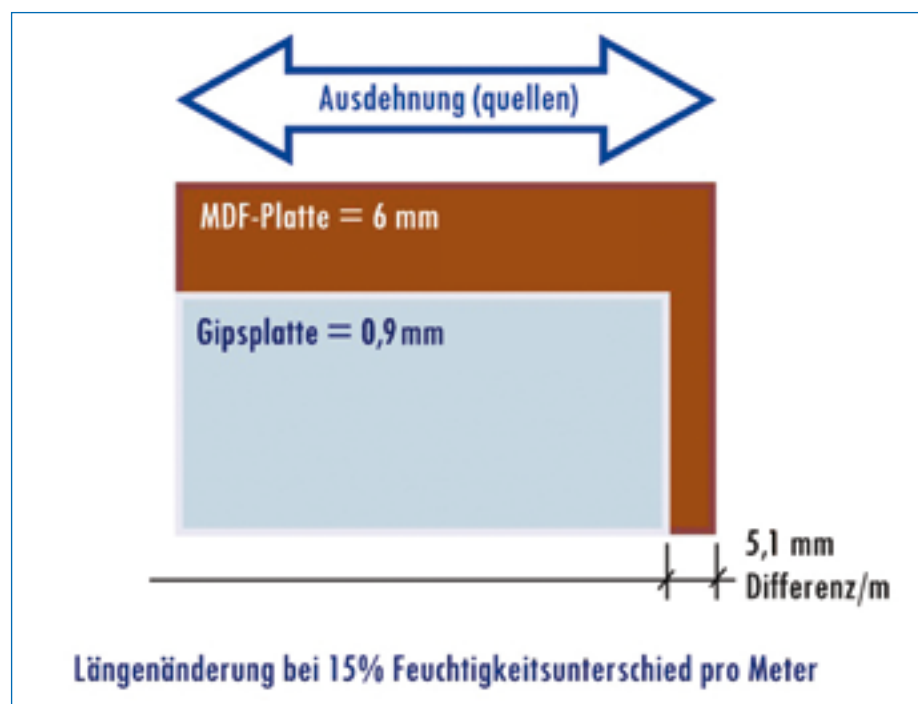 Ausdehnung (quellen)
MDF-Platte = 6 mm
Gipsplatte = 0,9 mm
5,1 mm
Differenz/m
Längenänderung bei 15% Feuchtigkeitsunterschied pro Meter